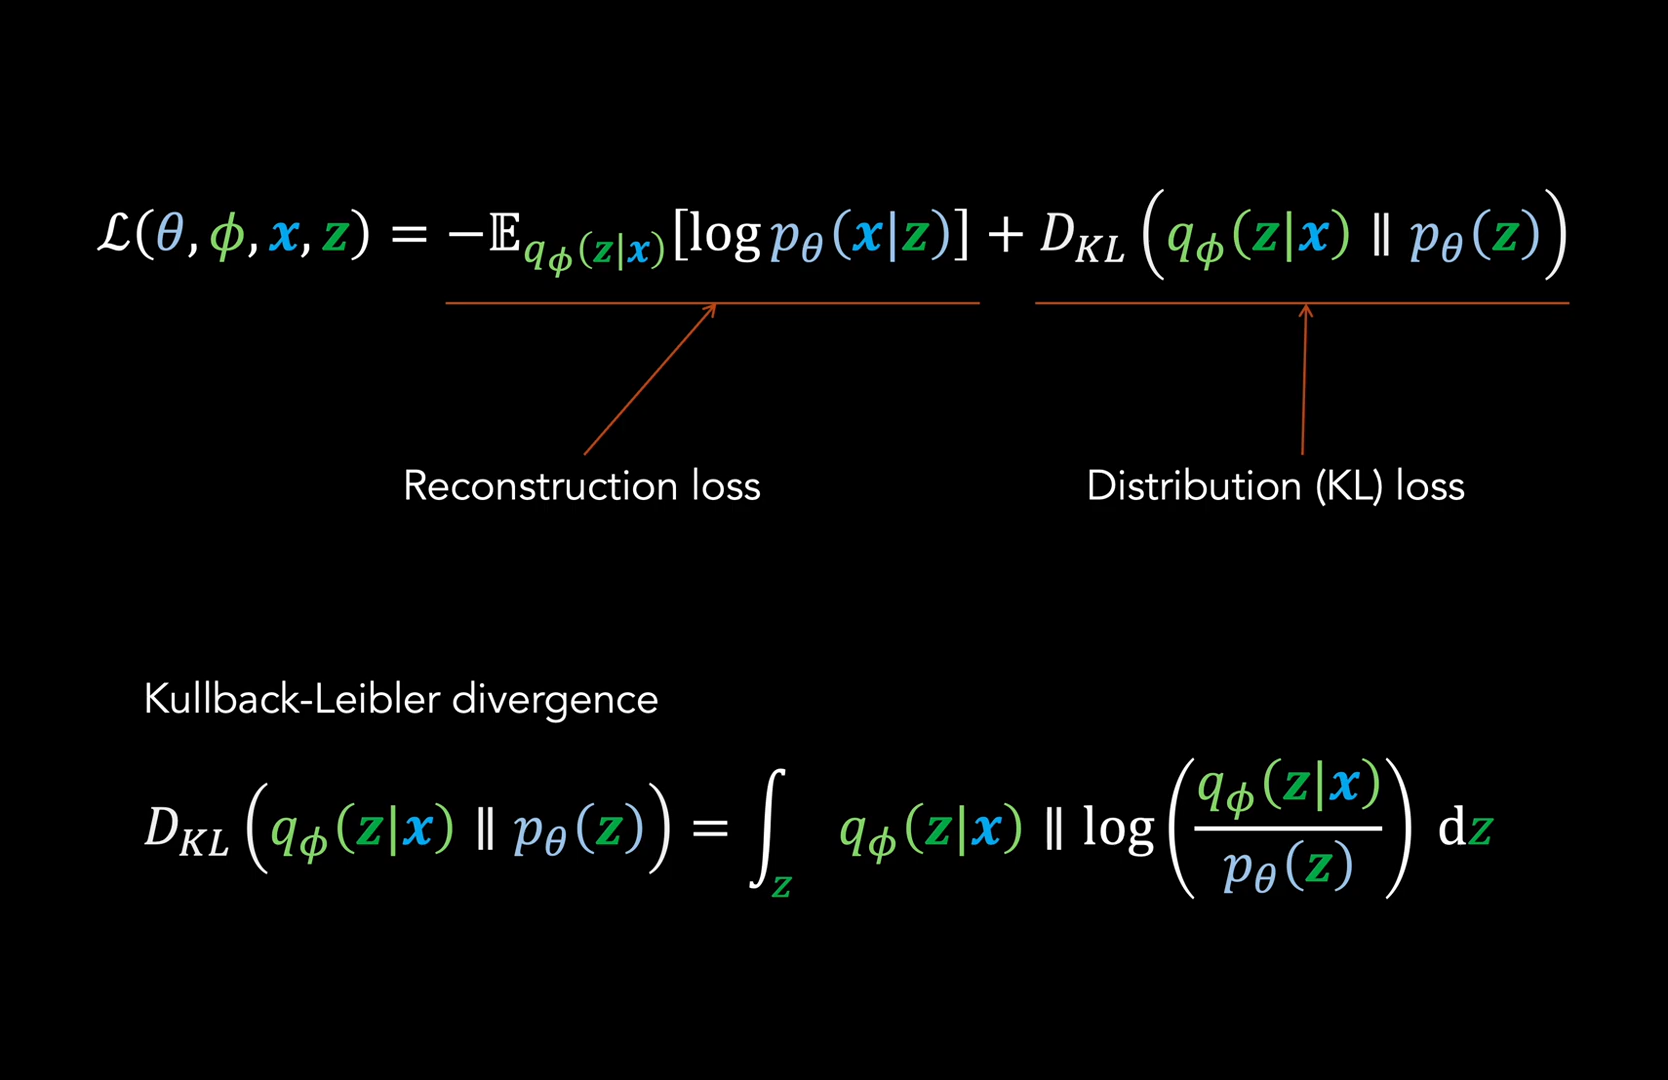 ℒ(θ, ϕ, x, z) = −𝔼_{q_ϕ(z|x)}[log p_θ(x|z)] + D_{KL}(q_ϕ(z|x) ∥ p_θ(z))
Reconstruction loss
Distribution (KL) loss
Kullback-Leibler divergence
D_{KL}(q_ϕ(z|x) ∥ p_θ(z)) = ∫_z q_ϕ(z|x) ∥ log(q_ϕ(z|x) / p_θ(z)) dz